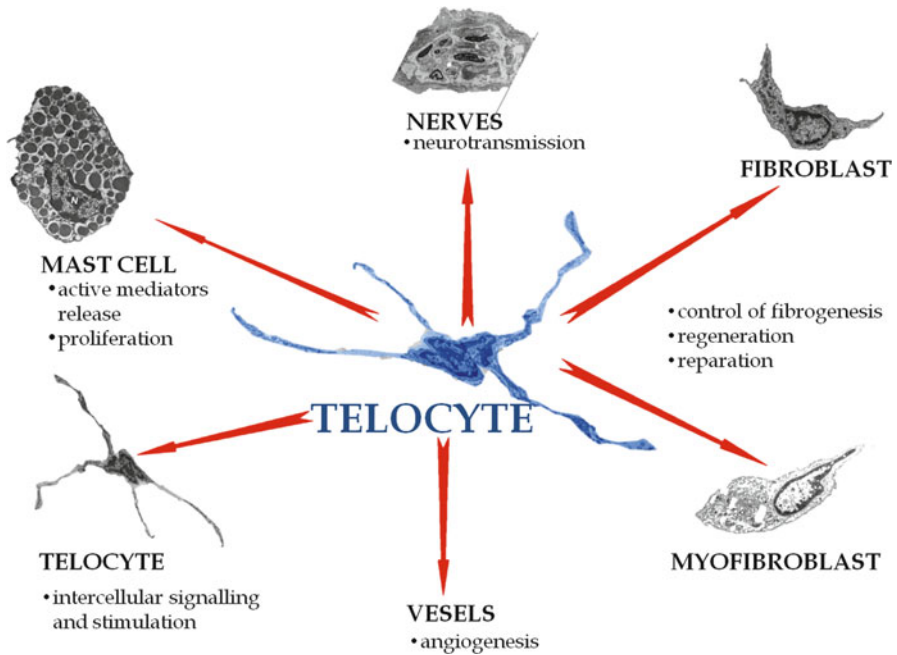 NERVES
•neurotransmission
FIBROBLAST
MAST CELL
•active mediators
release
•proliferation
N
•control of fibrogenesis
•regeneration
•reparation
TELOCYTE
TELOCYTE
•intercellular signalling
and stimulation
VESSELS
•angiogenesis
MYOFIBROBLAST